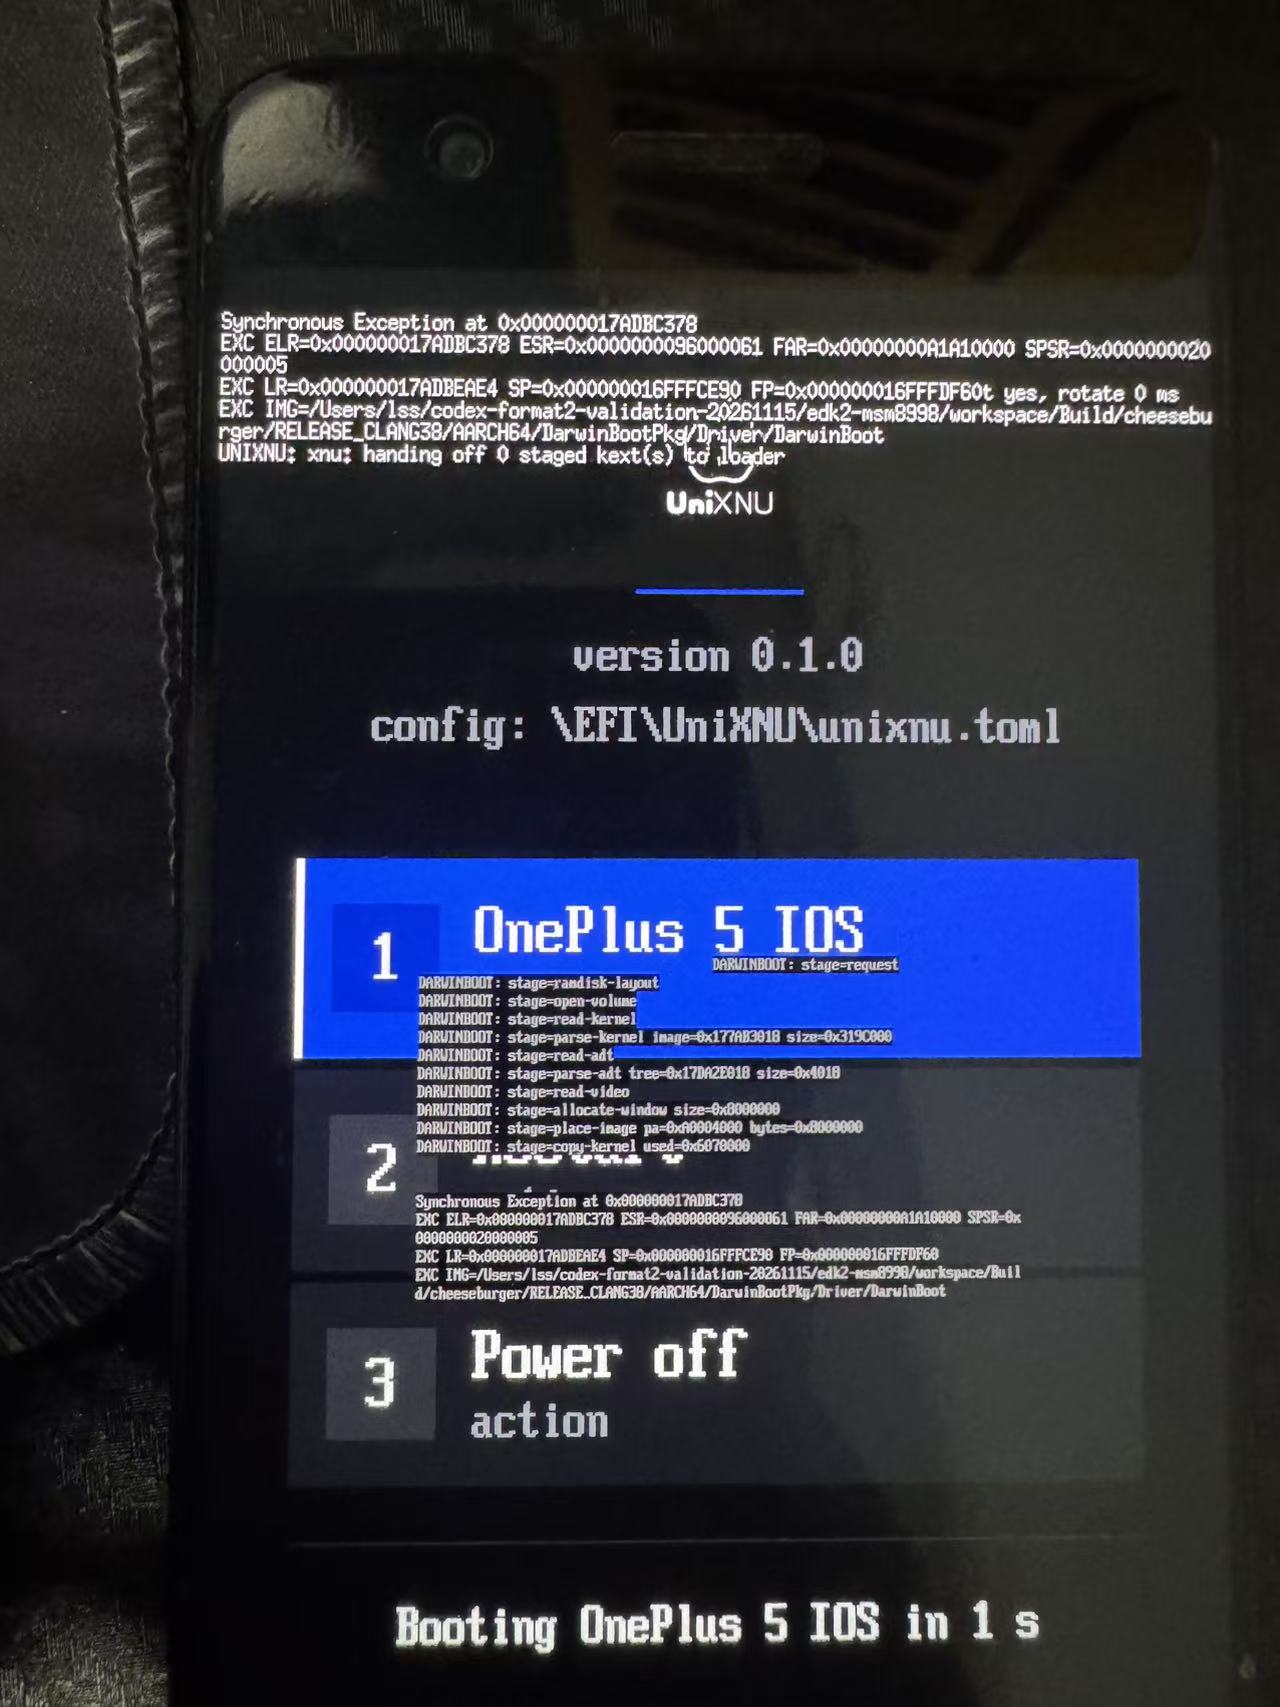 Synchronous Exception at 0x000000017ADBC378
EXC ELR=0x000000017ADBC378 ESR=0x0000000096000061 FAR=0x00000000A1A10000 SPSR=0x0000000020
000005
EXC LR=0x000000017ADBEAE4 SP=0x000000016FFFCE90 FP=0x000000016FFFDF60t yes, rotate 0 ms
EXC IMG=/Users/lss/codex-format2-validation-20261115/edk2-msm8998/workspace/Build/cheesebu
rger/RELEASE_CLANG38/AARCH64/DarwinBootPkg/Driver/DarwinBoot
UNIXNU: xnu: handing off 0 staged kext(s) to loader
UniXNU
version 0.1.0
config: \EFI\UniXNU\unixnu.toml
1
OnePlus 5 IOS
DARWINBOOT: stage=request
DARWINBOOT: stage=ramdisk-layout
DARWINBOOT: stage=open-volume
DARWINBOOT: stage=read-kernel
DARWINBOOT: stage=parse-kernel image=0x177AB3018 size=0x319C000
DARWINBOOT: stage=read-adt
DARWINBOOT: stage=parse-adt tree=0x17DA2E018 size=0x4018
DARWINBOOT: stage=read-video
DARWINBOOT: stage=allocate-window size=0x8000000
DARWINBOOT: stage=place-image pa=0xA0004000 bytes=0x8000000
DARWINBOOT: stage=copy-kernel used=0x6070000
2
Synchronous Exception at 0x000000017ADBC378
EXC ELR=0x000000017ADBC378 ESR=0x0000000096000061 FAR=0x00000000A1A10000 SPSR=0x
0000000020000005
EXC LR=0x000000017ADBEAE4 SP=0x000000016FFFCE90 FP=0x000000016FFFDF60
EXC IMG=/Users/lss/codex-format2-validation-20261115/edk2-msm8998/workspace/Buil
d/cheeseburger/RELEASE_CLANG38/AARCH64/DarwinBootPkg/Driver/DarwinBoot
3
Power off
action
Booting OnePlus 5 IOS in 1 s